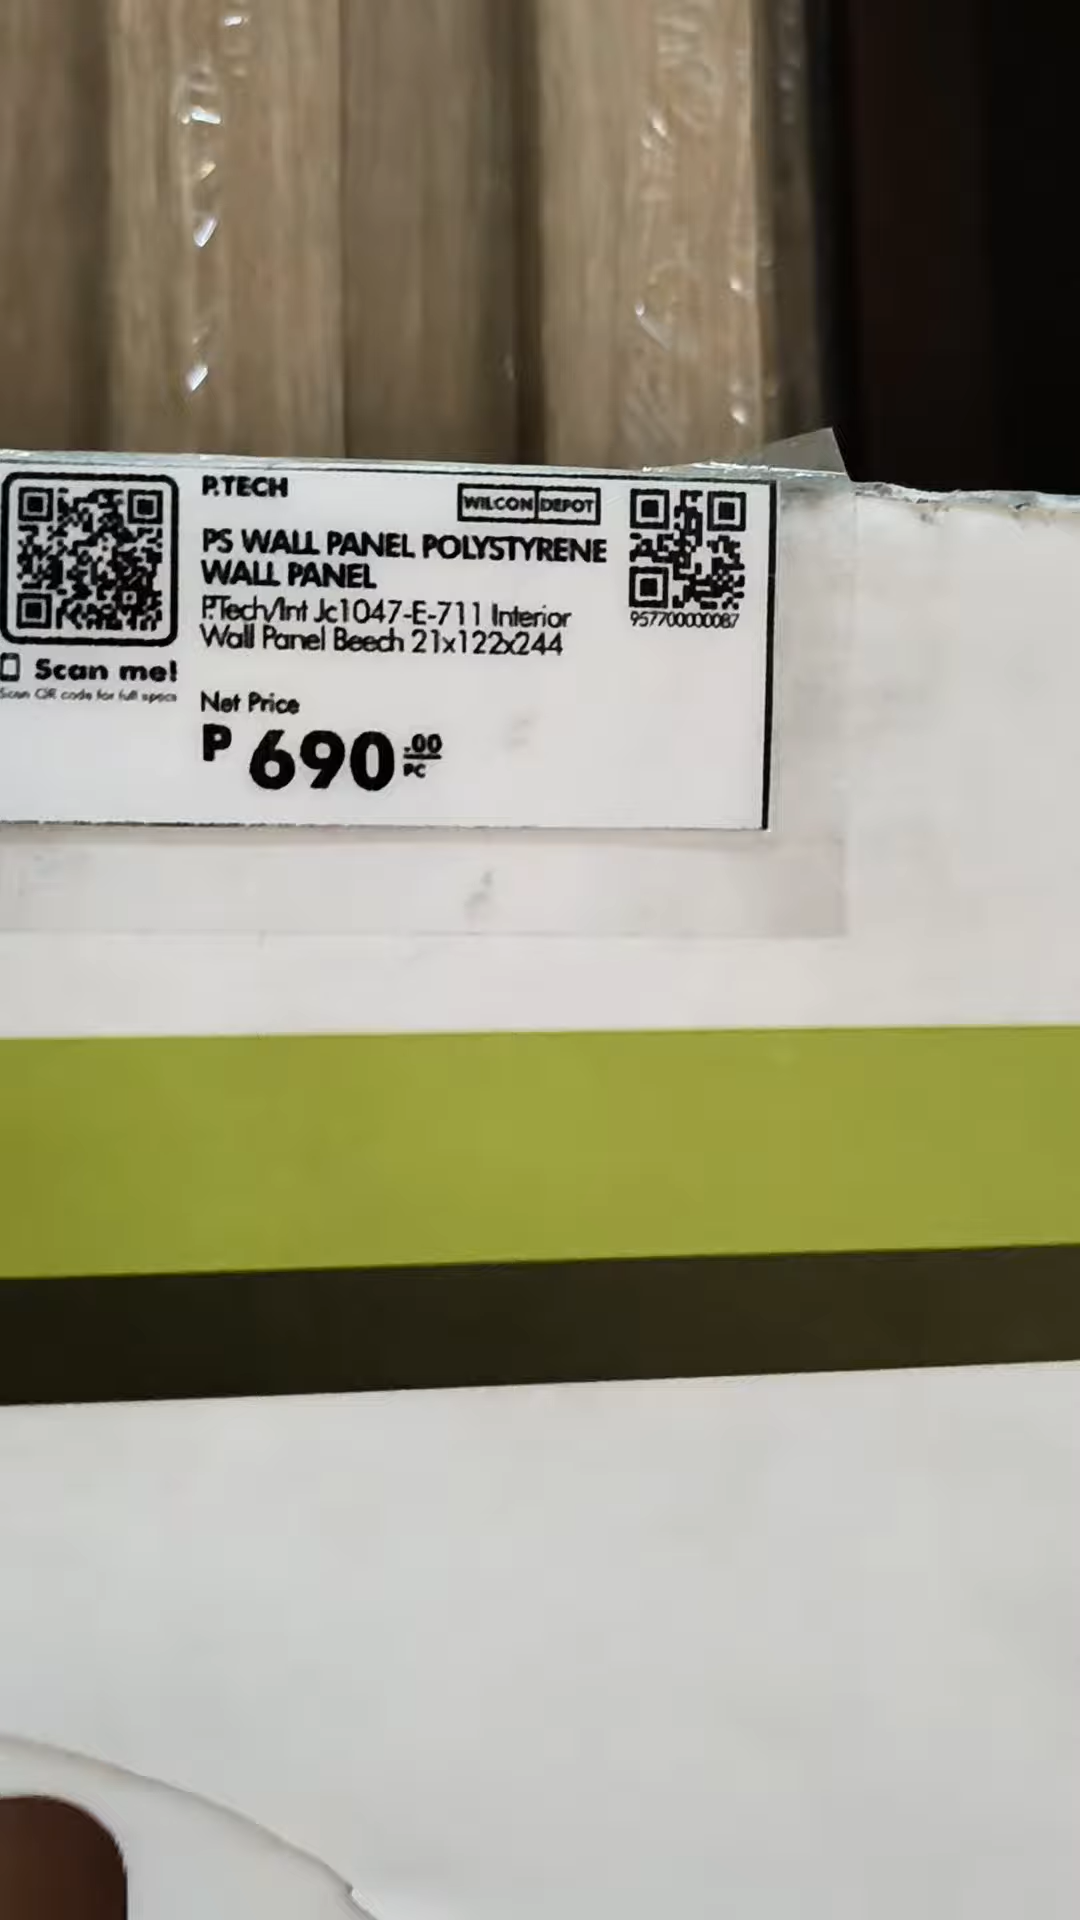 P.TECH
WILCON DEPOT
PS WALL PANEL POLYSTYRENE
WALL PANEL
P.Tech/Int Jc1047-E-711 Interior
Wall Panel Beech 21x122x244
957700000087
Scan me!
Scan QR code for full specs
Net Price
₱ 690.00
PC